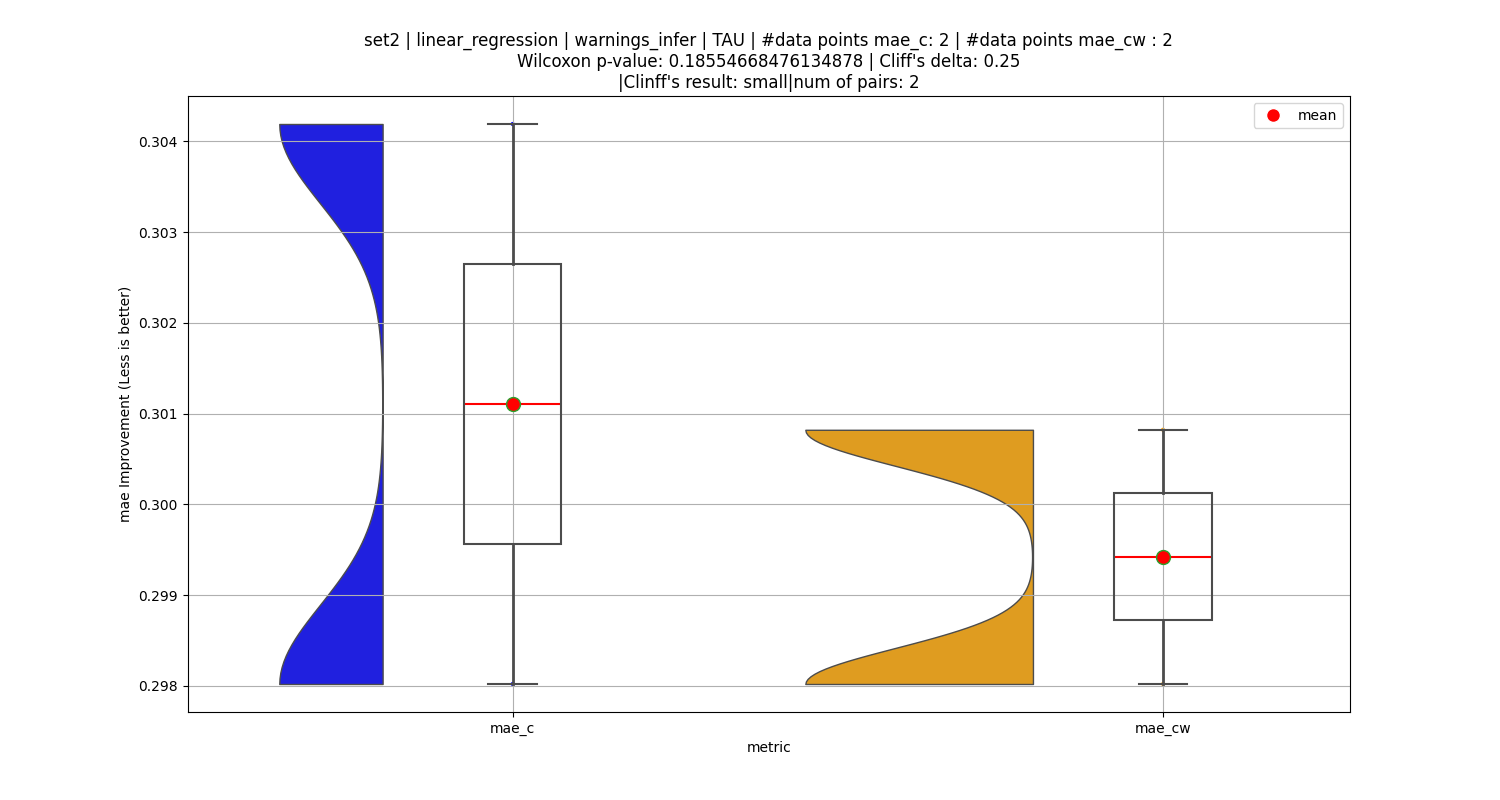 set2 | linear_regression | warnings_infer | TAU | #data points mae_c: 2 | #data points mae_cw : 2
Wilcoxon p-value: 0.18554668476134878 | Cliff's delta: 0.25
|Clinff's result: small|num of pairs: 2
mean
0.304
0.303
0.302
0.301
0.300
0.299
0.298
mae Improvement (Less is better)
mae_c
mae_cw
metric